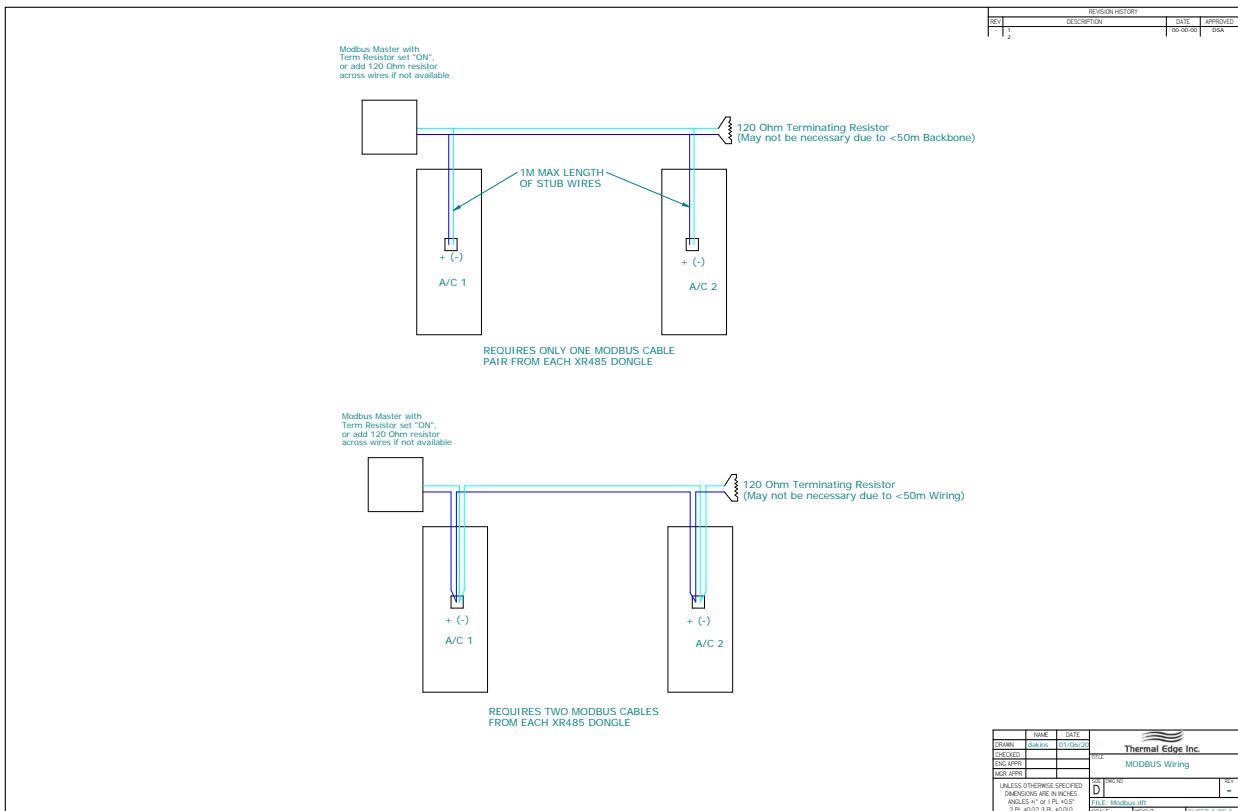 REVISION HISTORY
REV DESCRIPTION DATE APPROVED
- 1. 00-00-00 DSA
2.
Modbus Master with
Term Resistor set "ON",
or add 120 Ohm resistor
across wires if not available
120 Ohm Terminating Resistor
(May not be necessary due to <50m Backbone)
1M MAX LENGTH
OF STUB WIRES
+ (-)
+ (-)
A/C 1
A/C 2
REQUIRES ONLY ONE MODBUS CABLE
PAIR FROM EACH XR485 DONGLE
Modbus Master with
Term Resistor set "ON",
or add 120 Ohm resistor
across wires if not available
120 Ohm Terminating Resistor
(May not be necessary due to <50m Wiring)
+ (-)
+ (-)
A/C 1
A/C 2
REQUIRES TWO MODBUS CABLES
FROM EACH XR485 DONGLE
NAME DATE
DRAWN dakins 01/06/20
CHECKED
ENG APPR
MGR APPR
Thermal Edge Inc.
TITLE
MODBUS Wiring
UNLESS OTHERWISE SPECIFIED
DIMENSIONS ARE IN INCHES
SIZE DWG NO REV
D -
FILE: Modbus.dft